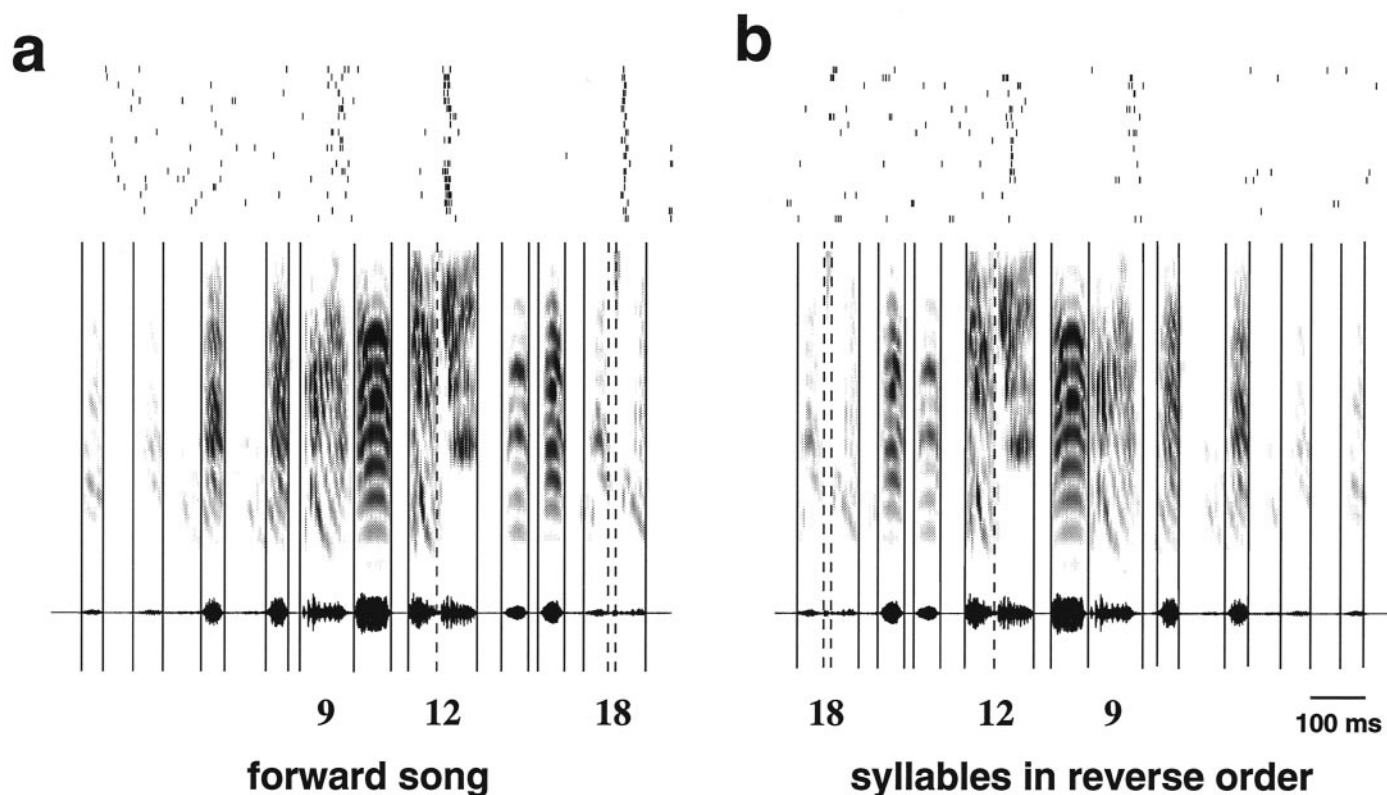 a
b
9 12 18
18 12 9
100 ms
forward song
syllables in reverse order